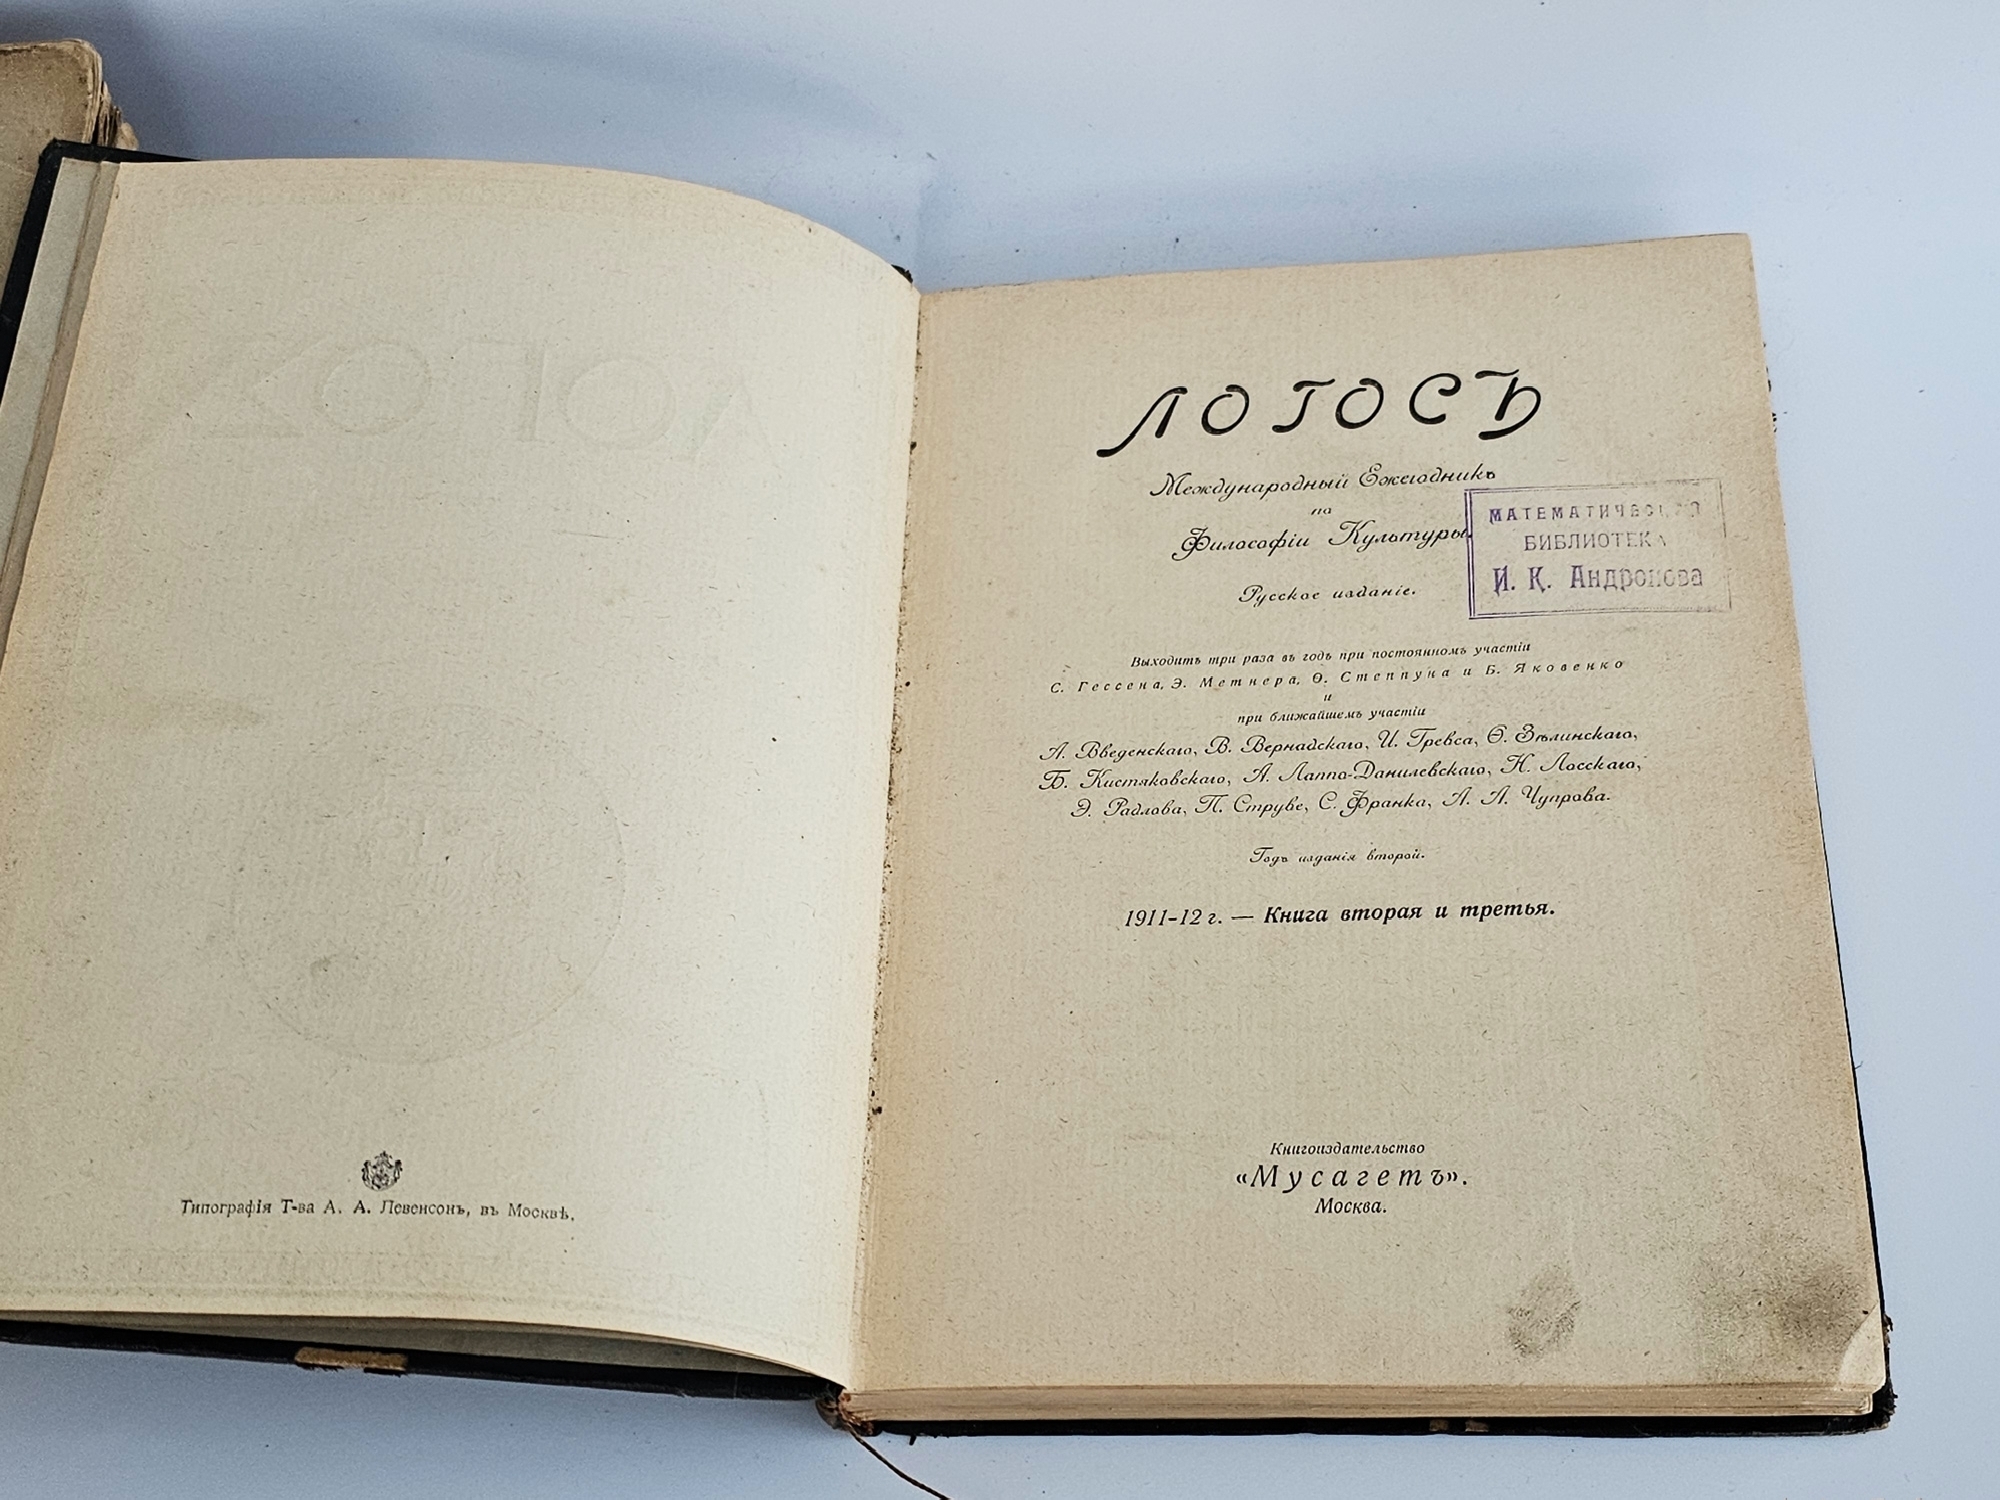 Типографія Т-ва А. А. Левенсонъ, въ Москвѣ.
ЛОГОСЪ
Международный Ежегодникъ
по
Философіи Культуры
Русское изданіе.
МАТЕМАТИЧЕСКАЯ
БИБЛИОТЕКА
И. К. Андронова
Выходитъ три раза въ годъ при постоянномъ участіи
С. Гессена, Э. Метнера, Ѳ. Степпуна и Б. Яковенко
и
при ближайшемъ участіи
А. Введенскаго, В. Вернадскаго, И. Гревса, Ѳ. Зѣлинскаго,
Б. Кистяковскаго, А. Лаппо-Данилевскаго, Н. Лосскаго,
Э. Радлова, П. Струве, С. Франка, А. А. Чупрова.
Годъ изданія второй.
1911-12 г. — Книга вторая и третья.
Книгоиздательство
«Мусагетъ».
Москва.